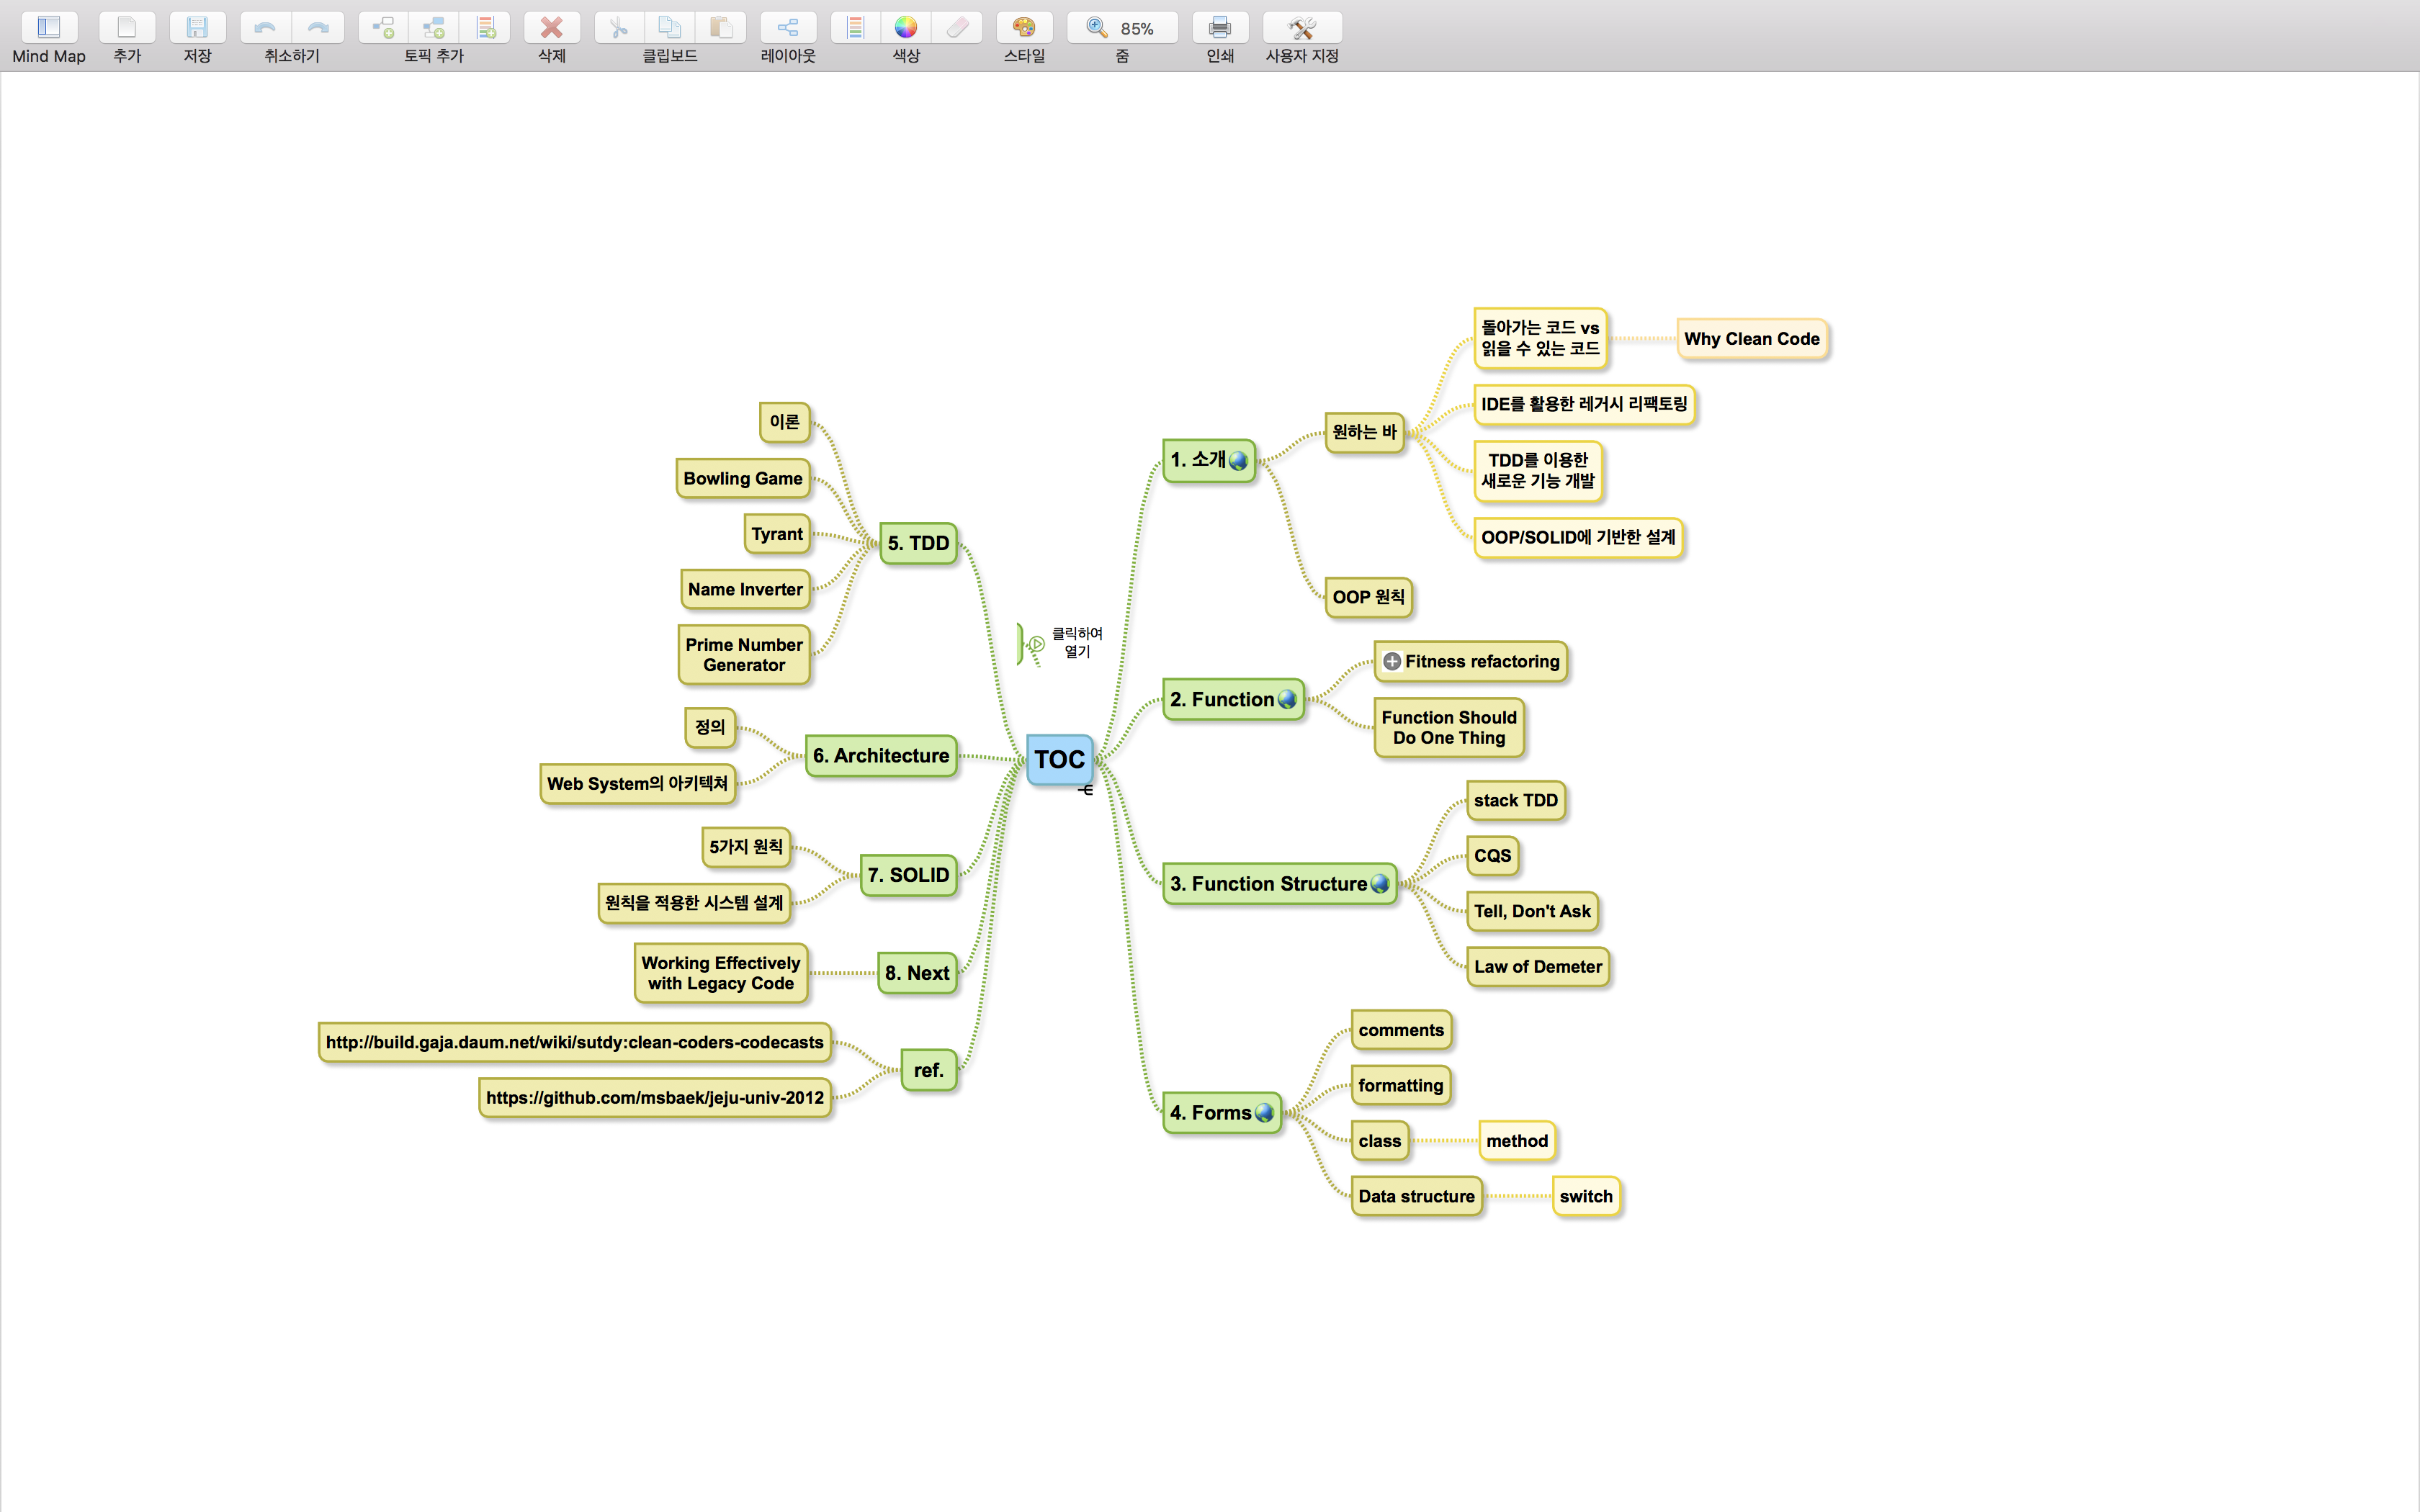 85%
Mind Map
추가
저장
취소하기
토픽 추가
삭제
클립보드
레이아웃
색상
스타일
줌
인쇄
사용자 지정
TOC
클릭하여
열기
1. 소개
원하는 바
돌아가는 코드 vs
읽을 수 있는 코드
Why Clean Code
IDE를 활용한 레거시 리팩토링
TDD를 이용한
새로운 기능 개발
OOP/SOLID에 기반한 설계
OOP 원칙
2. Function
Fitness refactoring
Function Should
Do One Thing
3. Function Structure
stack TDD
CQS
Tell, Don't Ask
Law of Demeter
4. Forms
comments
formatting
class
method
Data structure
switch
5. TDD
이론
Bowling Game
Tyrant
Name Inverter
Prime Number
Generator
6. Architecture
정의
Web System의 아키텍쳐
7. SOLID
5가지 원칙
원칙을 적용한 시스템 설계
8. Next
Working Effectively
with Legacy Code
ref.
http://build.gaja.daum.net/wiki/sutdy:clean-coders-codecasts
https://github.com/msbaek/jeju-univ-2012